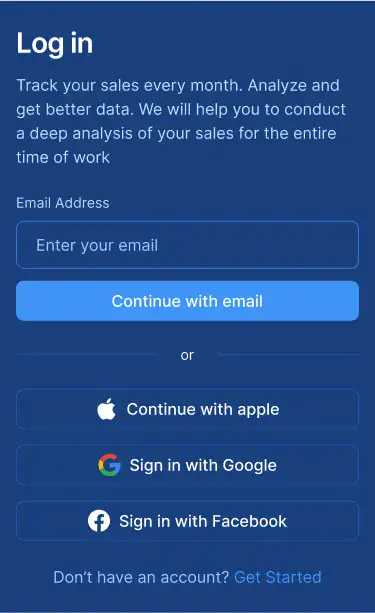 Log in
Track your sales every month. Analyze and
get better data. We will help you to conduct
a deep analysis of your sales for the entire
time of work
Email Address
Enter your email
Continue with email
or
Continue with apple
Sign in with Google
Sign in with Facebook
Don’t have an account? Get Started